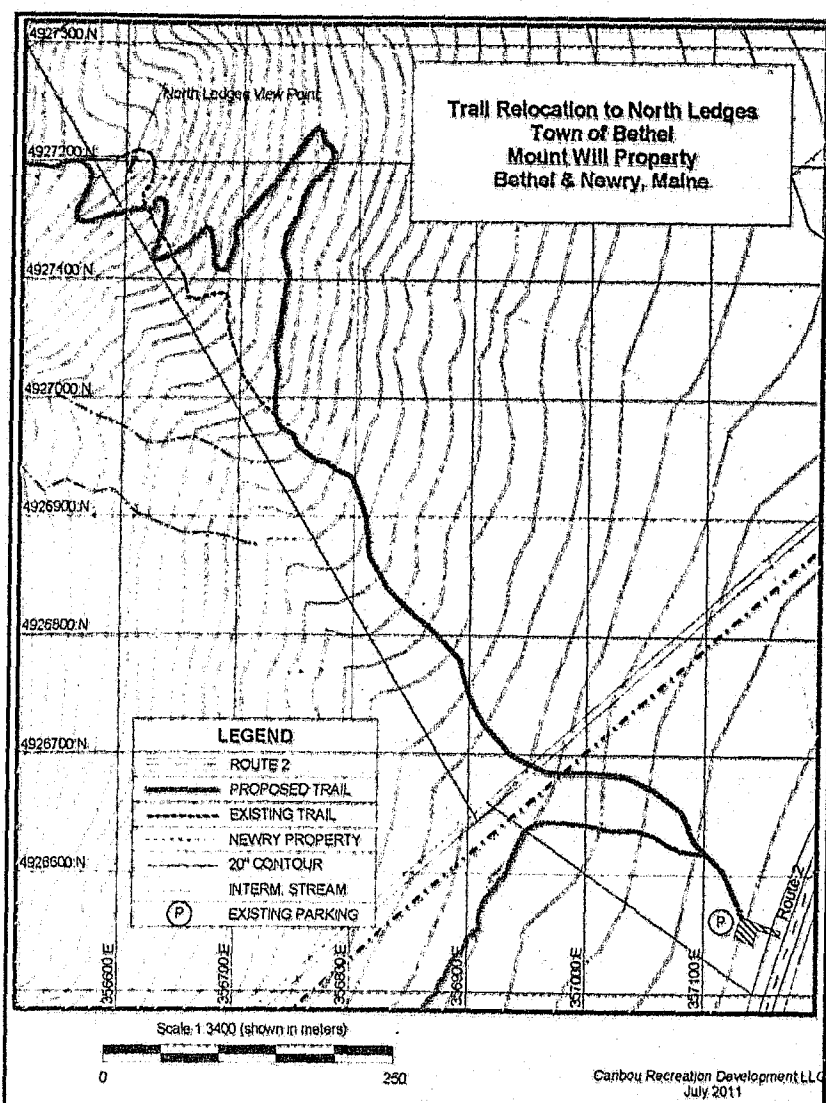 4927300 N
North Ledges View Point
Trail Relocation to North Ledges
Town of Bethel
Mount Will Property
Bethel & Newry, Maine
4927200 N
4927100 N
4927000 N
4926900 N
4926800 N
4926700 N
4926600 N
LEGEND
ROUTE 2
PROPOSED TRAIL
EXISTING TRAIL
NEWRY PROPERTY
20" CONTOUR
INTERM. STREAM
P EXISTING PARKING
P
Route 2
356600 E
356700 E
356800 E
356900 E
357000 E
357100 E
Scale 1:3400 (shown in meters)
0 250
Caribou Recreation Development LLC
July 2011